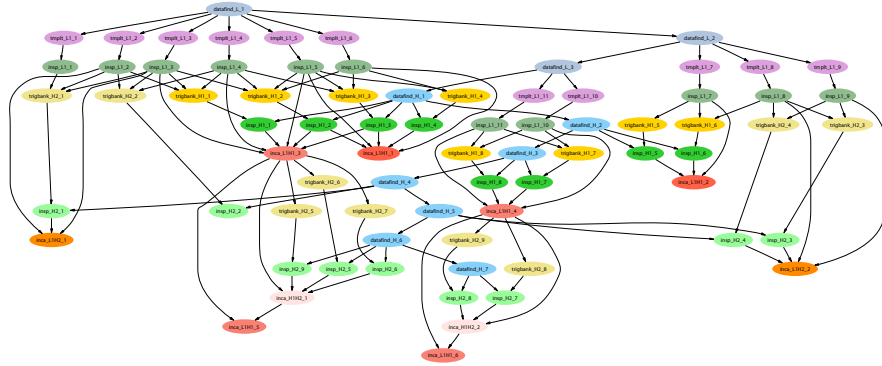 datafind_L_1
tmplt_L1_1
tmplt_L1_2
tmplt_L1_3
tmplt_L1_4
tmplt_L1_5
tmplt_L1_6
datafind_L_2
insp_L1_1
insp_L1_2
insp_L1_3
insp_L1_4
insp_L1_5
insp_L1_6
datafind_L_3
tmplt_L1_7
tmplt_L1_8
tmplt_L1_9
trigbank_H2_1
trigbank_H2_2
trigbank_H1_1
trigbank_H1_2
trigbank_H1_3
datafind_H_1
trigbank_H1_4
tmplt_L1_11
tmplt_L1_10
insp_L1_7
insp_L1_8
insp_L1_9
insp_H1_1
insp_H1_2
insp_H1_3
insp_H1_4
insp_L1_11
insp_L1_10
datafind_H_2
trigbank_H1_5
trigbank_H1_6
trigbank_H2_4
trigbank_H2_3
inca_L1H1_3
inca_L1H1_1
trigbank_H1_8
datafind_H_3
trigbank_H1_7
insp_H1_5
insp_H1_6
trigbank_H2_6
datafind_H_4
insp_H1_8
insp_H1_7
inca_L1H1_2
insp_H2_1
insp_H2_2
trigbank_H2_5
trigbank_H2_7
datafind_H_5
inca_L1H1_4
inca_L1H2_1
datafind_H_6
trigbank_H2_9
insp_H2_4
insp_H2_3
insp_H2_9
insp_H2_5
insp_H2_6
datafind_H_7
trigbank_H2_8
inca_L1H2_2
inca_H1H2_1
insp_H2_8
insp_H2_7
inca_L1H1_5
inca_H1H2_2
inca_L1H1_6